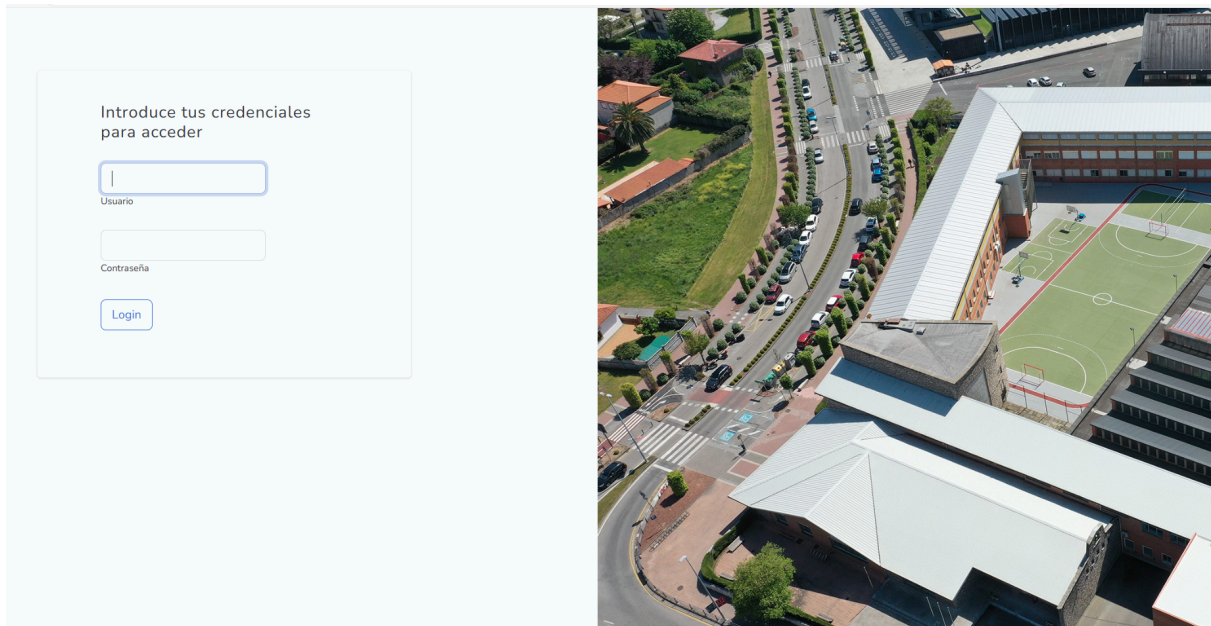 Introduce tus credenciales
para acceder
Usuario
Contraseña
Login